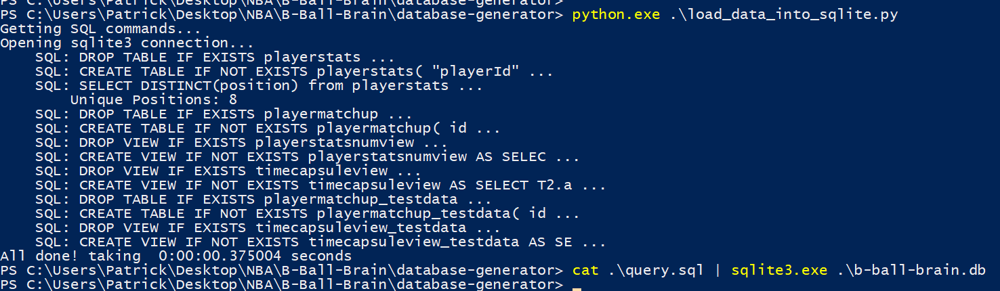 PS C:\Users\Patrick\Desktop\NBA\B-Ball-Brain\database-generator>
PS C:\Users\Patrick\Desktop\NBA\B-Ball-Brain\database-generator> python.exe .\load_data_into_sqlite.py
Getting SQL commands...
Opening sqlite3 connection...
    SQL: DROP TABLE IF EXISTS playerstats ...
    SQL: CREATE TABLE IF NOT EXISTS playerstats( "playerId" ...
    SQL: SELECT DISTINCT(position) from playerstats ...
        Unique Positions: 8
    SQL: DROP TABLE IF EXISTS playermatchup ...
    SQL: CREATE TABLE IF NOT EXISTS playermatchup( id ...
    SQL: DROP VIEW IF EXISTS playerstatsnumview ...
    SQL: CREATE VIEW IF NOT EXISTS playerstatsnumview AS SELEC ...
    SQL: DROP VIEW IF EXISTS timecapsuleview ...
    SQL: CREATE VIEW IF NOT EXISTS timecapsuleview AS SELECT T2.a ...
    SQL: DROP TABLE IF EXISTS playermatchup_testdata ...
    SQL: CREATE TABLE IF NOT EXISTS playermatchup_testdata( id ...
    SQL: DROP VIEW IF EXISTS timecapsuleview_testdata ...
    SQL: CREATE VIEW IF NOT EXISTS timecapsuleview_testdata AS SE ...
All done! taking  0:00:00.375004 seconds
PS C:\Users\Patrick\Desktop\NBA\B-Ball-Brain\database-generator> cat .\query.sql | sqlite3.exe .\b-ball-brain.db
PS C:\Users\Patrick\Desktop\NBA\B-Ball-Brain\database-generator>